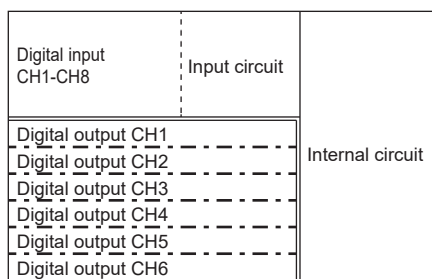 Digital input
CH1-CH8
Input circuit
Internal circuit
Digital output CH1
Digital output CH2
Digital output CH3
Digital output CH4
Digital output CH5
Digital output CH6